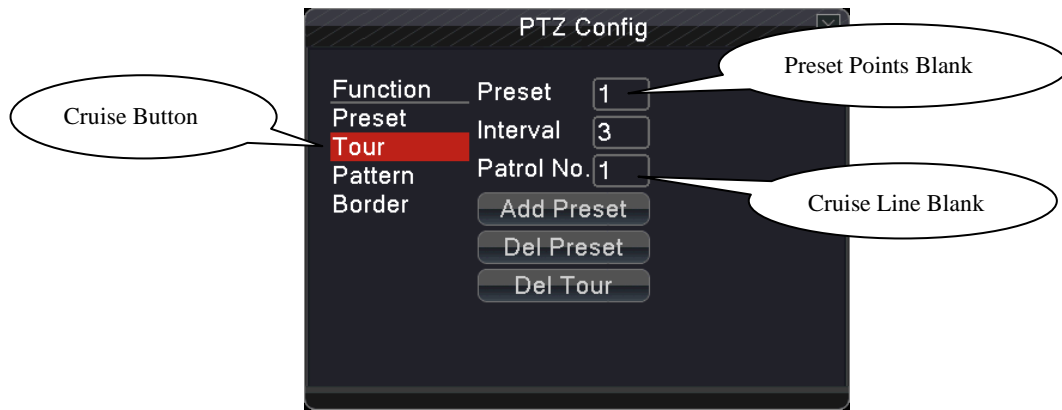 PTZ Config
Preset Points Blank
Cruise Button
Function
Preset
Tour
Pattern
Border
Preset 1
Interval 3
Patrol No. 1
Add Preset
Del Preset
Del Tour
Cruise Line Blank